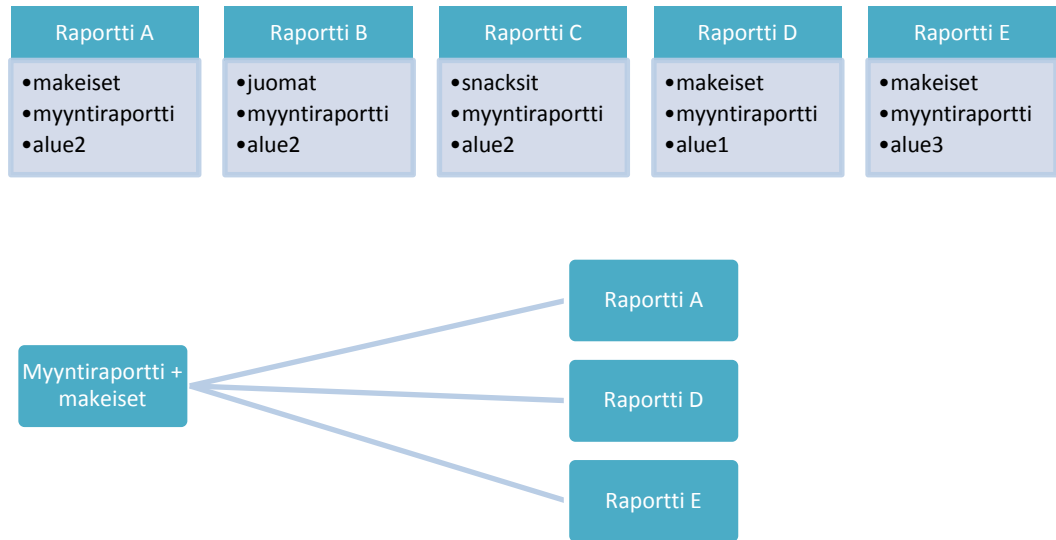 Raportti A
•makeiset
•myyntiraportti
•alue2
Raportti B
•juomat
•myyntiraportti
•alue2
Raportti C
•snacksit
•myyntiraportti
•alue2
Raportti D
•makeiset
•myyntiraportti
•alue1
Raportti E
•makeiset
•myyntiraportti
•alue3
Myyntiraportti +
makeiset
Raportti A
Raportti D
Raportti E